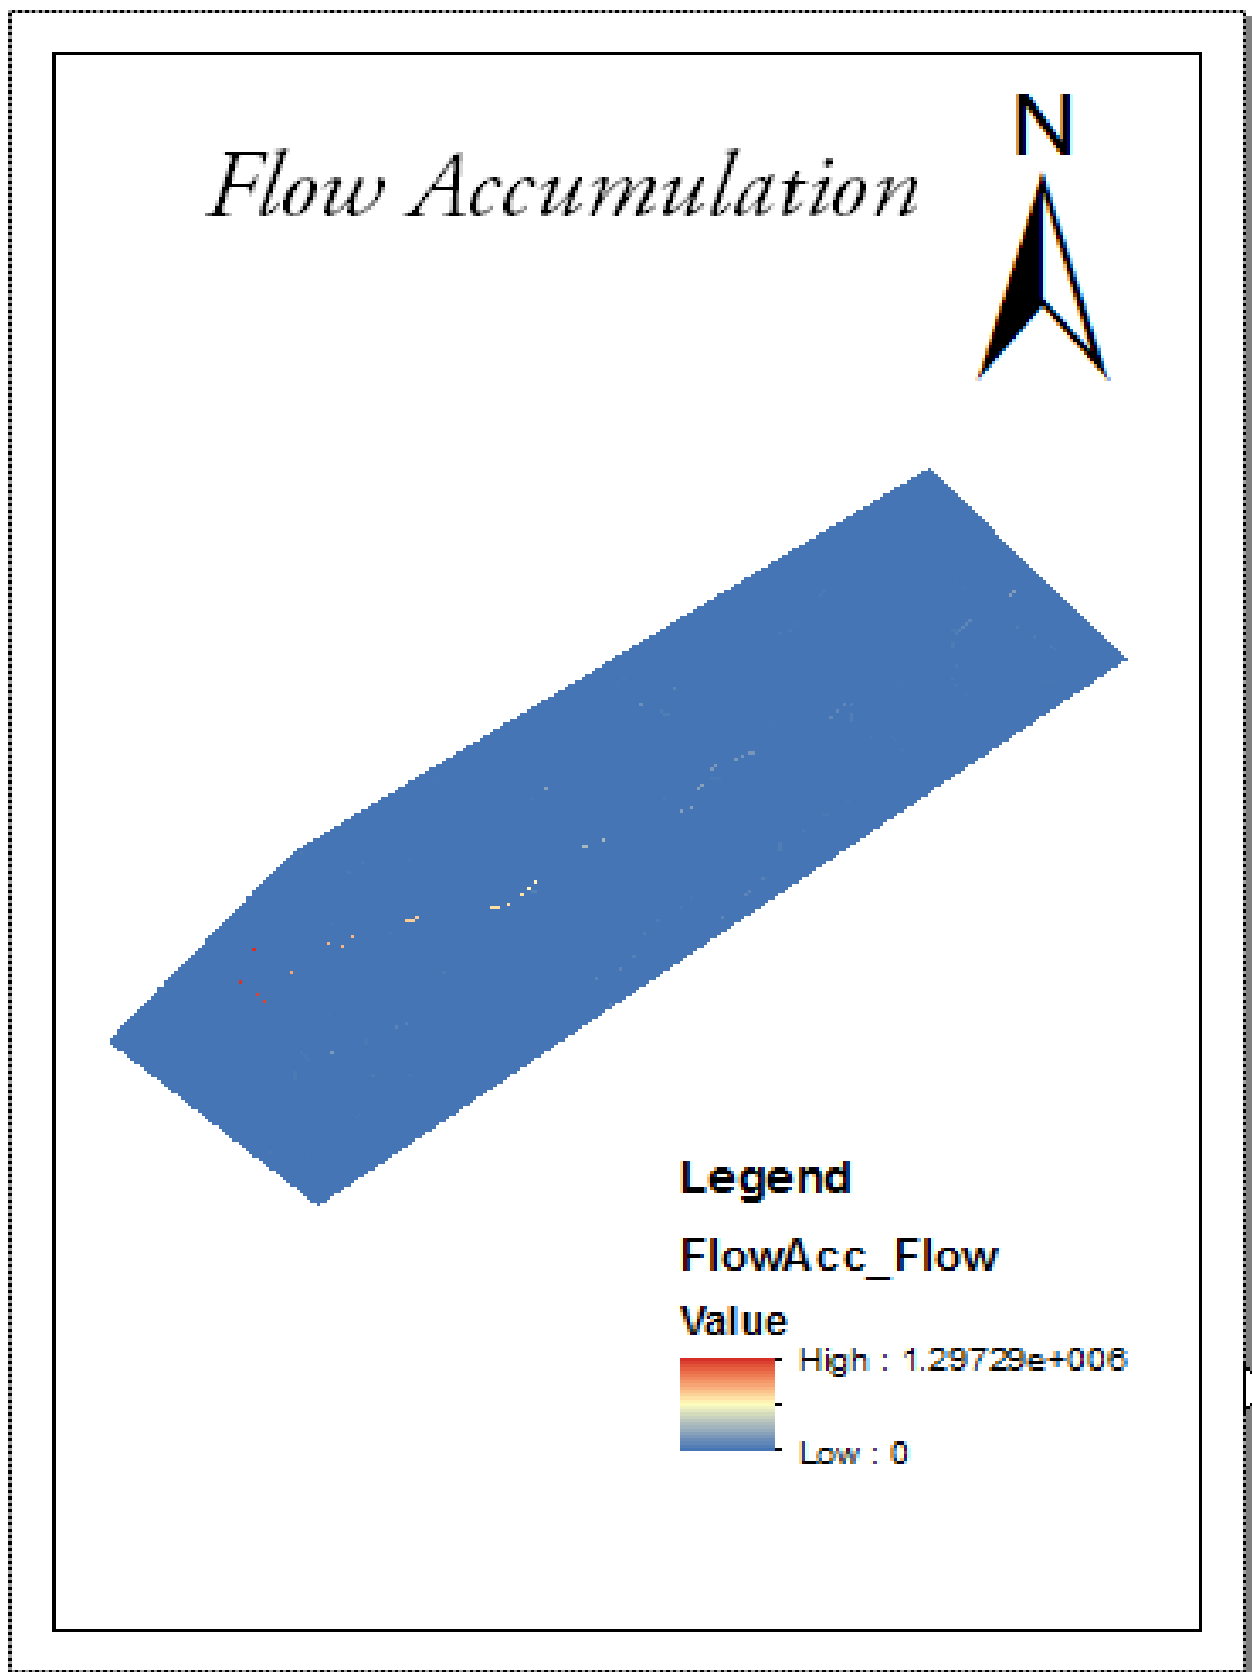 N
Flow Accumulation
Legend
FlowAcc_Flow
Value
High : 1.29729e+006
Low : 0